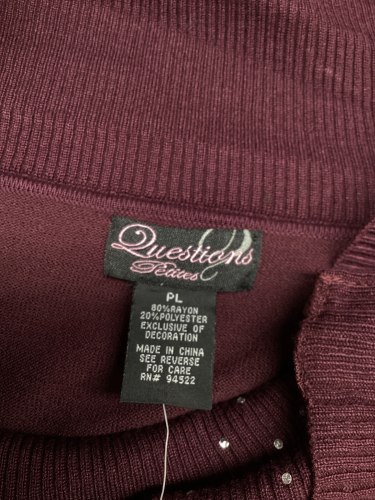 Questions
Petites
PL
80%RAYON
20%POLYESTER
EXCLUSIVE OF
DECORATION
MADE IN CHINA
SEE REVERSE
FOR CARE
RN# 94522